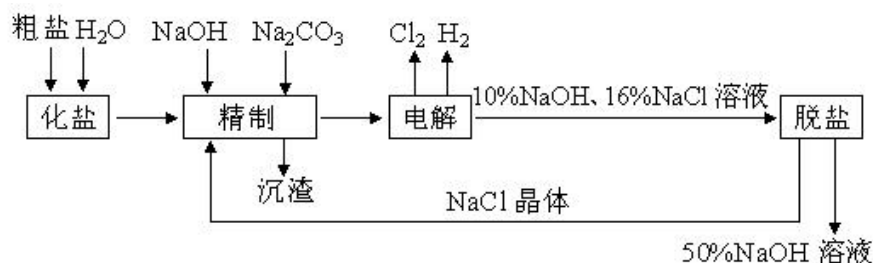 粗盐 H₂O NaOH Na₂CO₃ Cl₂ H₂
10%NaOH、16%NaCl 溶液
化盐 精制 电解 脱盐
沉渣
NaCl 晶体
50%NaOH 溶液